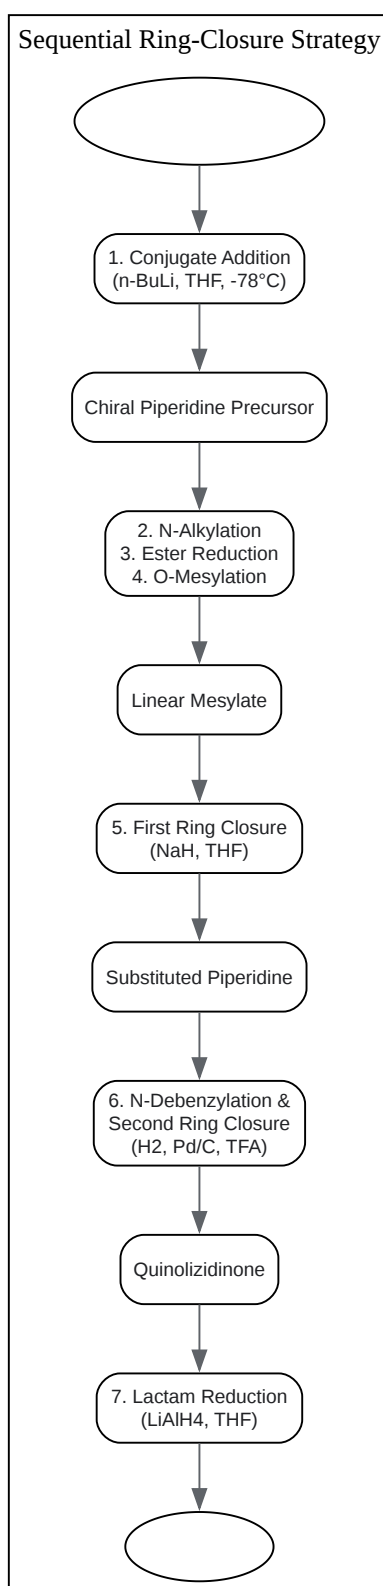 Sequential Ring-Closure Strategy
1. Conjugate Addition
(n-BuLi, THF, -78°C)
Chiral Piperidine Precursor
2. N-Alkylation
3. Ester Reduction
4. O-Mesylation
Linear Mesylate
5. First Ring Closure
(NaH, THF)
Substituted Piperidine
6. N-Debenzylation &
Second Ring Closure
(H2, Pd/C, TFA)
Quinolizidinone
7. Lactam Reduction
(LiAlH4, THF)